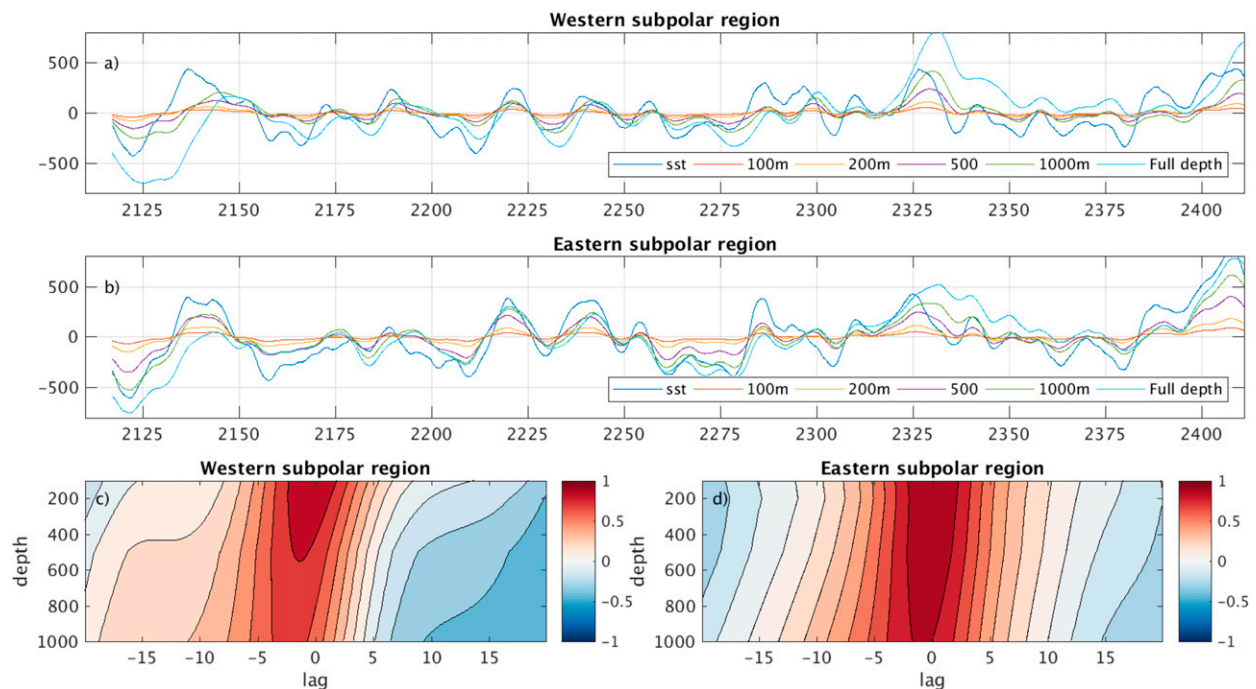 Western subpolar region
a)
500
0
−500
sst 100m 200m 500 1000m Full depth
2125 2150 2175 2200 2225 2250 2275 2300 2325 2350 2375 2400
Eastern subpolar region
b)
500
0
−500
sst 100m 200m 500 1000m Full depth
2125 2150 2175 2200 2225 2250 2275 2300 2325 2350 2375 2400
Western subpolar region
c)
depth
200
400
600
800
1000
−15 −10 −5 0 5 10 15
lag
1
0.5
0
−0.5
−1
Eastern subpolar region
d)
depth
200
400
600
800
1000
−15 −10 −5 0 5 10 15
lag
1
0.5
0
−0.5
−1